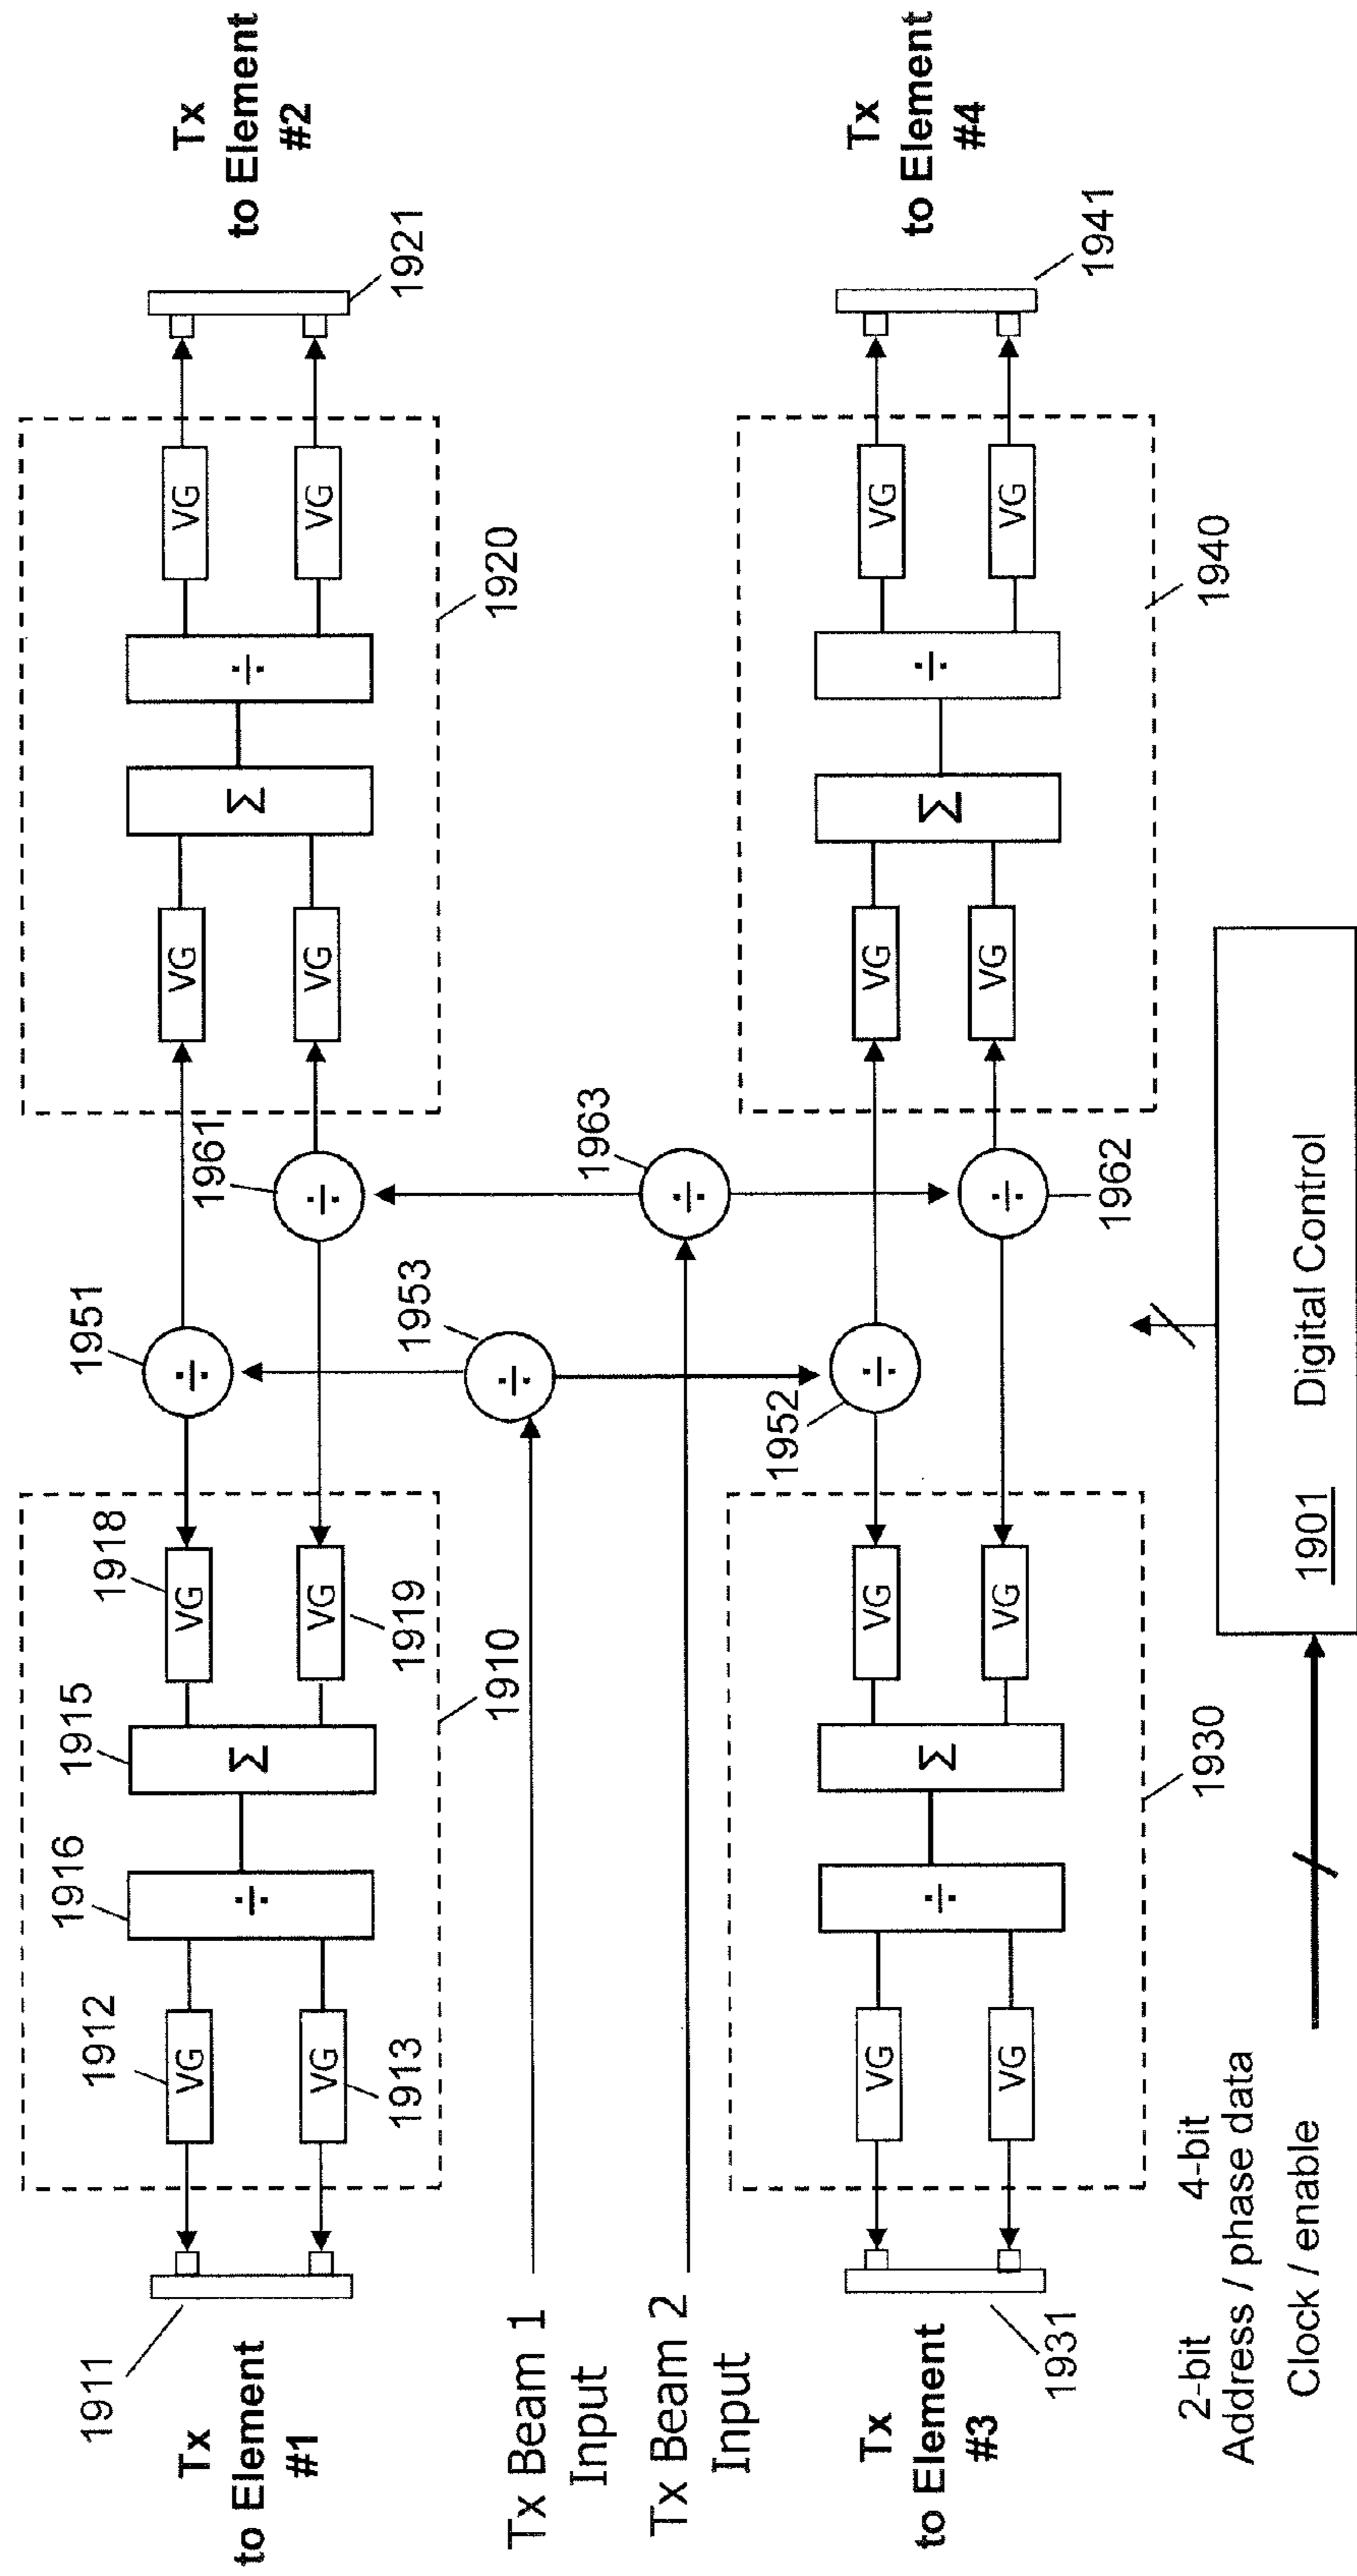 Tx
to Element
#1
1911
1912
1913
VG
VG
1916
÷
1915
Σ
1918
1919
VG
VG
1910
1951
÷
1961
÷
VG
VG
Σ
÷
VG
VG
1920
1921
Tx
to Element
#2
Tx Beam 1
Input
Tx Beam 2
Input
1953
÷
1963
÷
Tx
to Element
#3
1931
VG
VG
÷
Σ
VG
VG
1930
1952
÷
1962
÷
VG
VG
Σ
÷
VG
VG
1940
1941
Tx
to Element
#4
2-bit 4-bit
Address / phase data
Clock / enable
1901 Digital Control